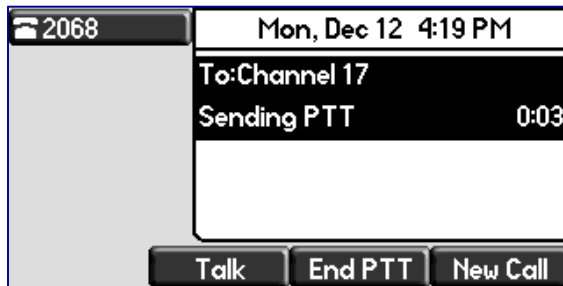 2068
Mon, Dec 12 4:19 PM
To:Channel 17
Sending PTT 0:03
Talk End PTT New Call